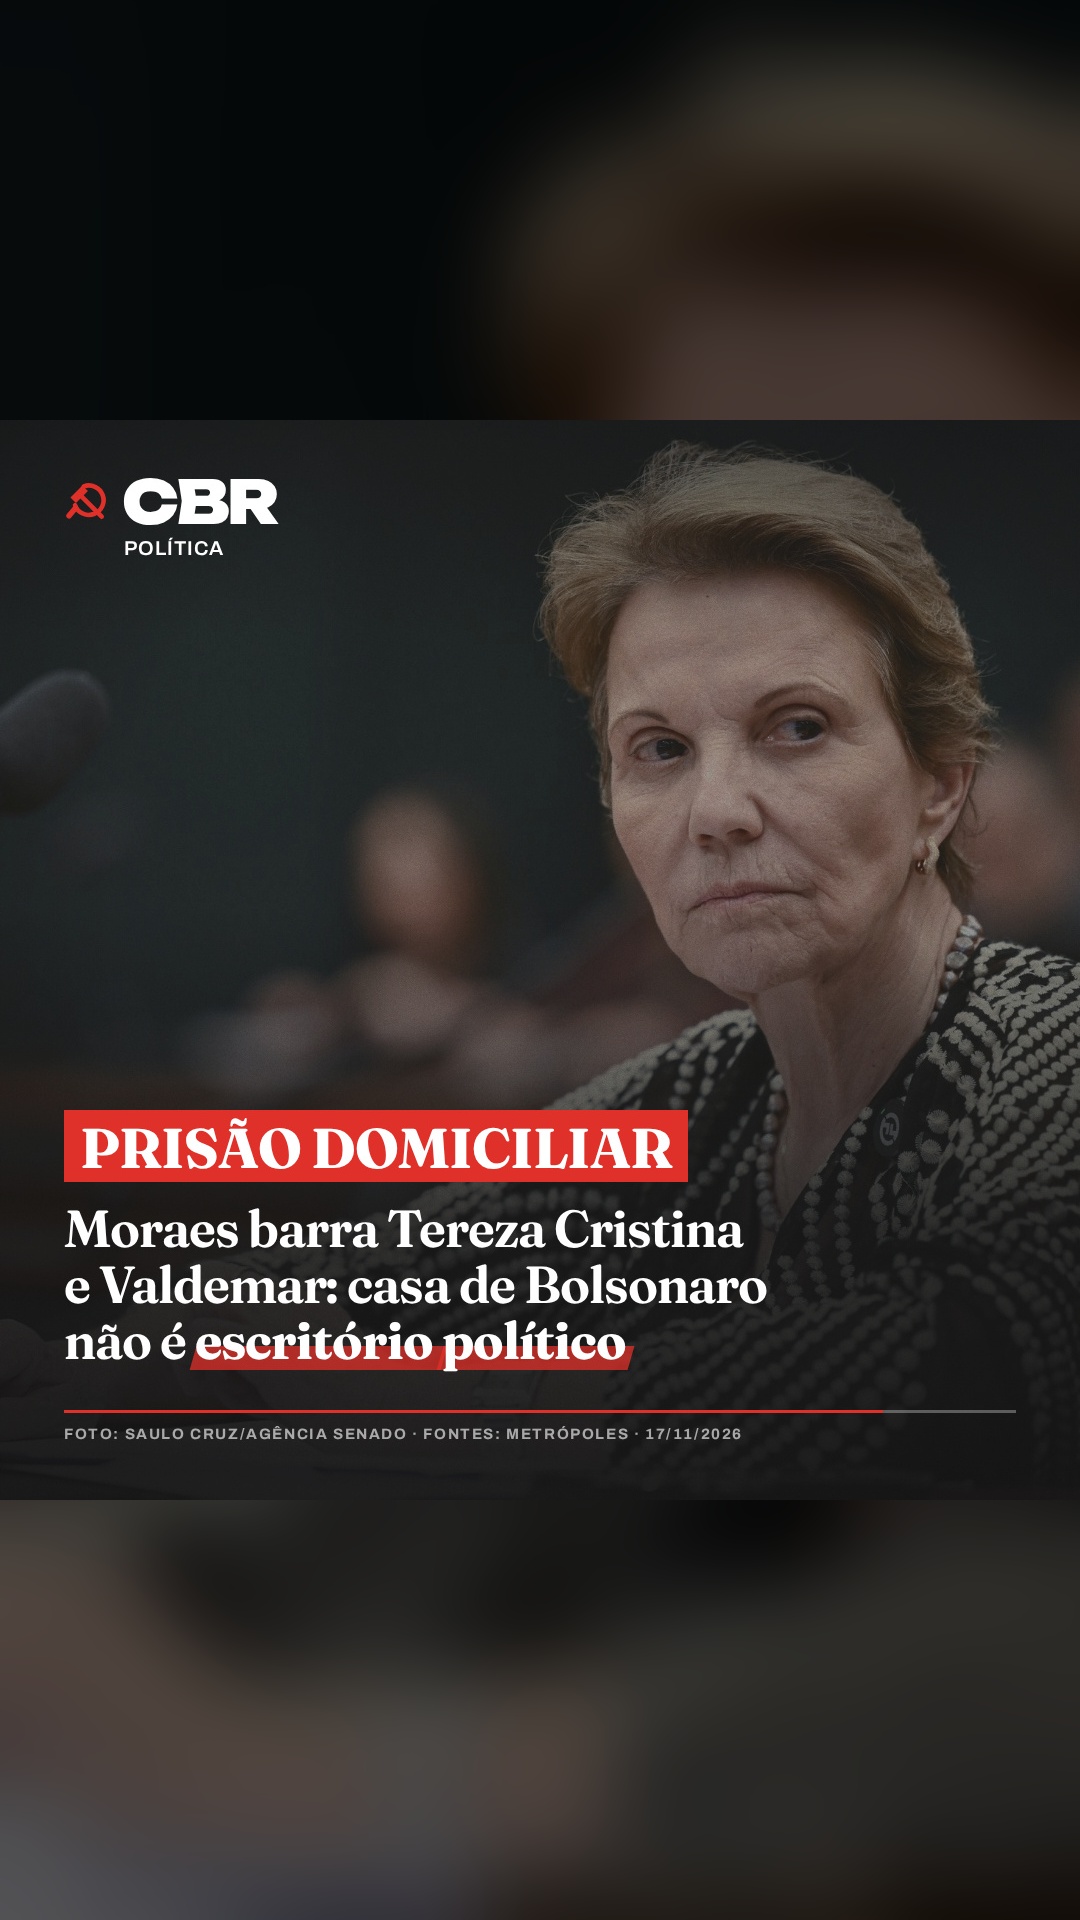 CBR
POLÍTICA
PRISÃO DOMICILIAR
Moraes barra Tereza Cristina
e Valdemar: casa de Bolsonaro
não é escritório político
FOTO: SAULO CRUZ/AGÊNCIA SENADO · FONTES: METRÓPOLES · 17/11/2026